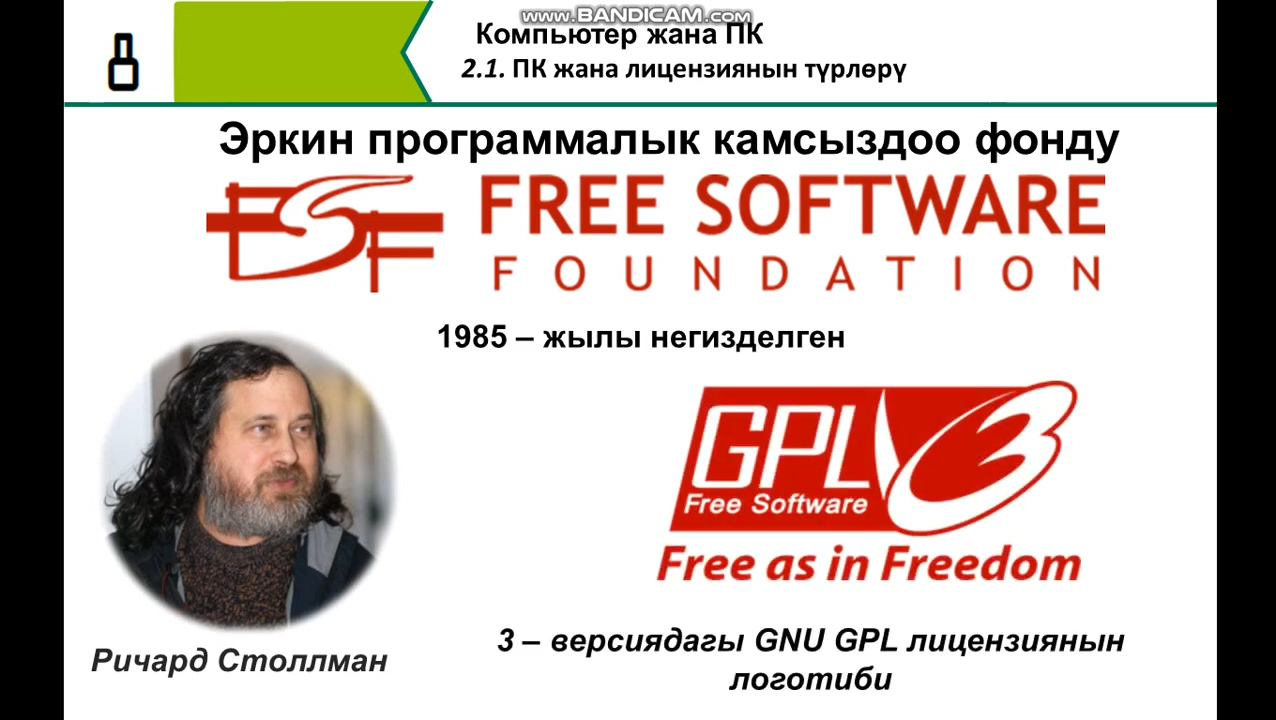 www.BANDICAM.com
8
Компьютер жана ПК
2.1. ПК жана лицензиянын түрлөрү
Эркин программалык камсыздоо фонду
FSF FREE SOFTWARE
FOUNDATION
1985 – жылы негизделген
GPLv3
Free Software
Free as in Freedom
Ричард Столлман
3 – версиядагы GNU GPL лицензиянын
логотиби